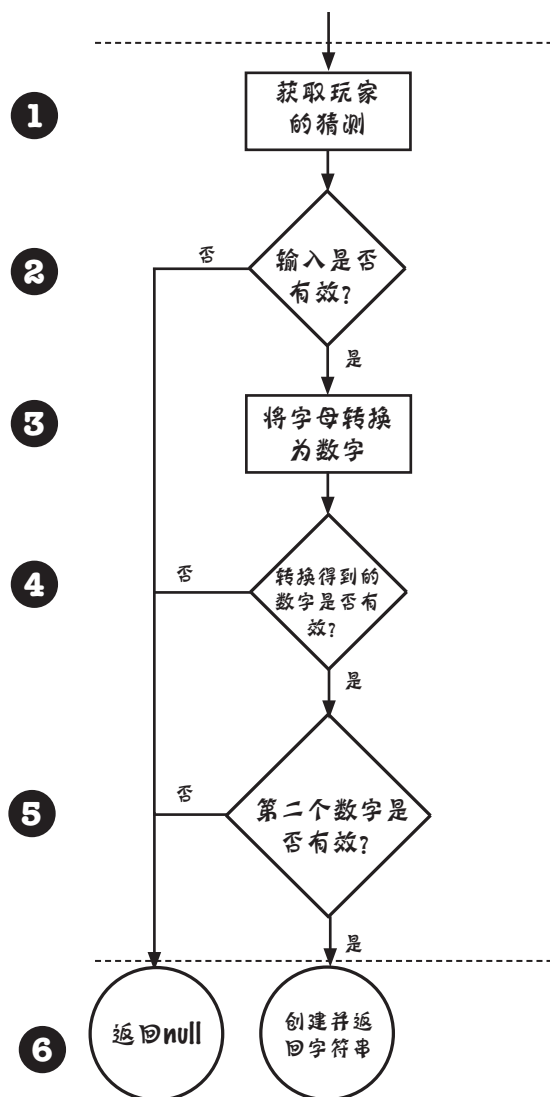 1
获取玩家
的猜测
2
否
输入是否
有效?
是
3
将字母转换
为数字
4
否
转换得到的
数字是否有
效?
是
5
否
第二个数字是
否有效?
是
6
返回null
创建并返
回字符串